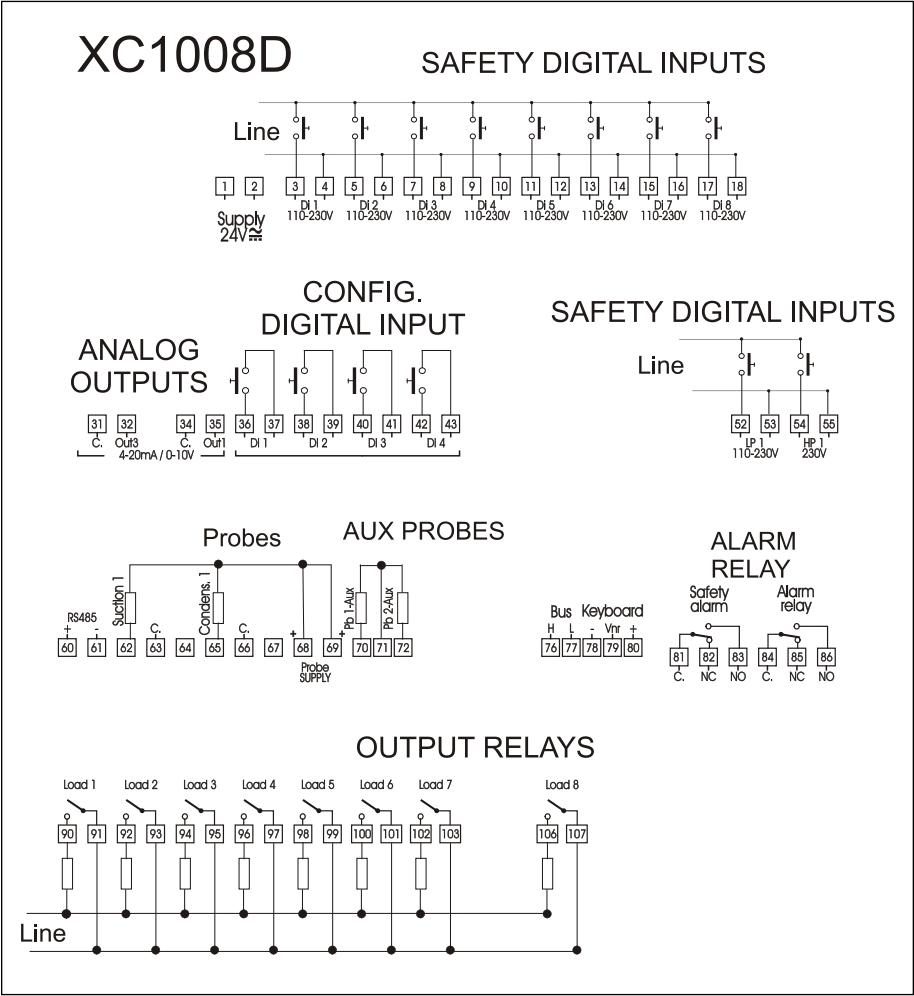 XC1008D
SAFETY DIGITAL INPUTS
Line
1 2 3 4 5 6 7 8 9 10 11 12 13 14 15 16 17 18
Di 1 Di 2 Di 3 Di 4 Di 5 Di 6 Di 7 Di 8
110-230V 110-230V 110-230V 110-230V 110-230V 110-230V 110-230V 110-230V
Supply
24V
CONFIG.
DIGITAL INPUT
SAFETY DIGITAL INPUTS
ANALOG
OUTPUTS
Line
31 32 34 35 36 37 38 39 40 41 42 43
C. Out3 C. Out1 DI 1 DI 2 DI 3 DI 4
4-20mA / 0-10V
52 53 54 55
LP 1 HP 1
110-230V 230V
Probes
AUX PROBES
ALARM
RELAY
Suction 1
Condens. 1
Pb 1-Aux
Pb 2-Aux
Safety
alarm
Alarm
relay
RS485
+ - C. C. + +
60 61 62 63 64 65 66 67 68 69 70 71 72
Probe
SUPPLY
Bus Keyboard
H L - Vnr +
76 77 78 79 80
81 82 83 84 85 86
C. NC NO C. NC NO
OUTPUT RELAYS
Load 1 Load 2 Load 3 Load 4 Load 5 Load 6 Load 7 Load 8
90 91 92 93 94 95 96 97 98 99 100 101 102 103 106 107
Line